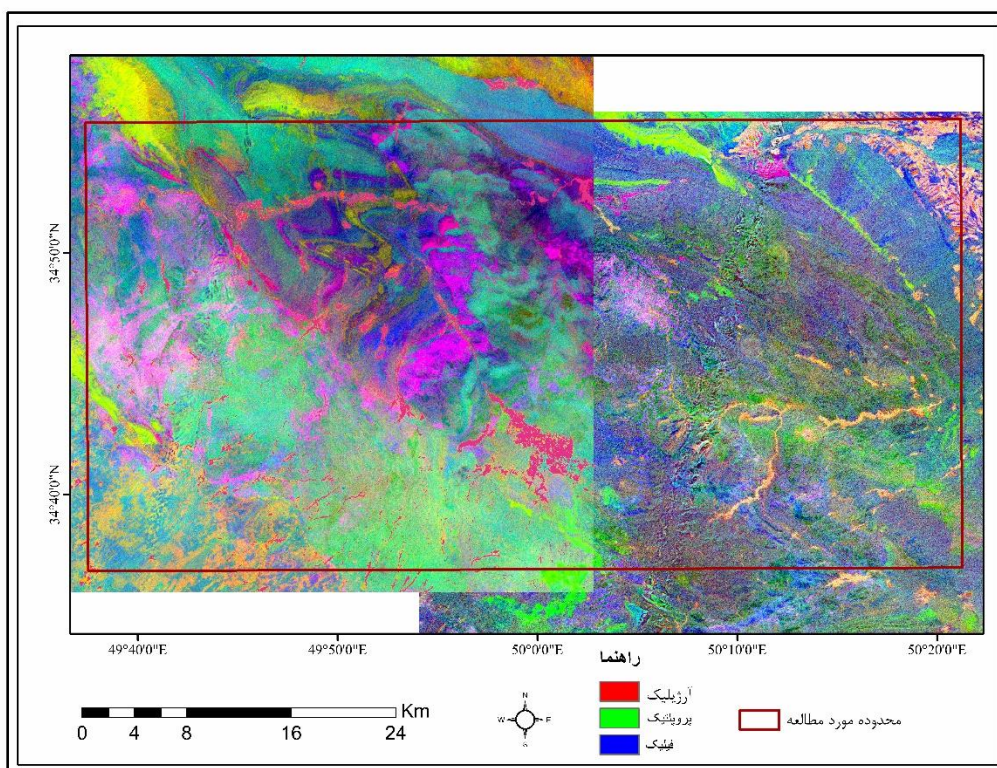 34°50'0"N
34°40'0"N
49°40'0"E 49°50'0"E 50°0'0"E 50°10'0"E 50°20'0"E
راهنما
آرژیلیک
پروپلتیک
فیلیک
محدوده مورد مطالعه
0 2 4 8 16 24 Km
N
W E
S